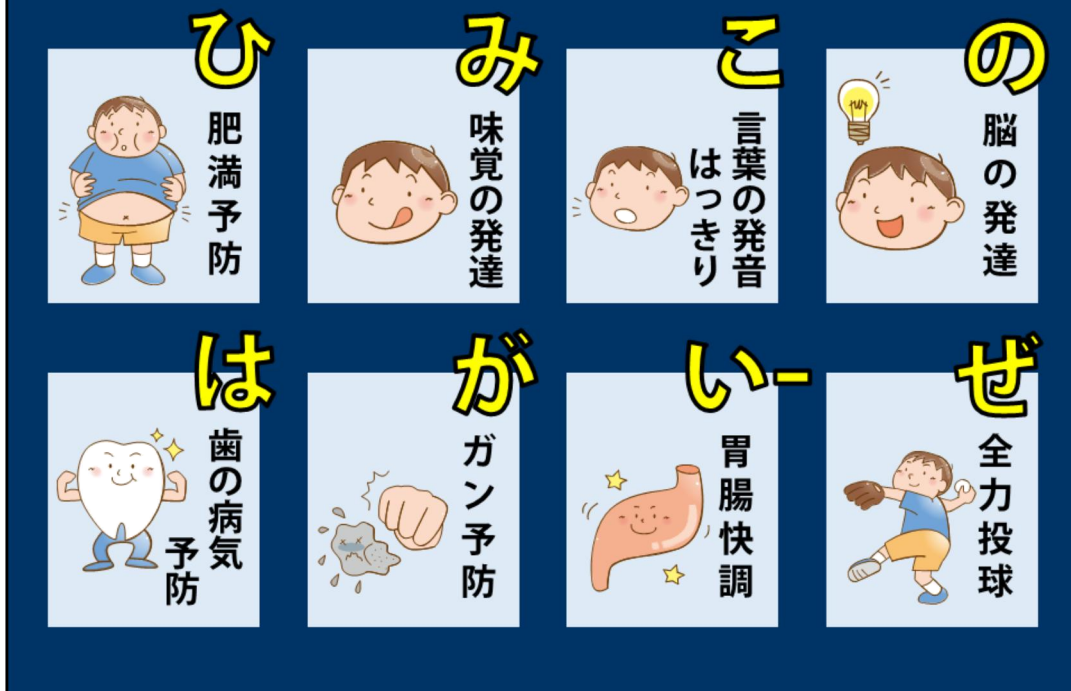 ひ
肥満予防
み
味覚の発達
こ
言葉の発音
はっきり
の
脳の発達
は
歯の病気
予防
が
ガン予防
い-
胃腸快調
ぜ
全力投球